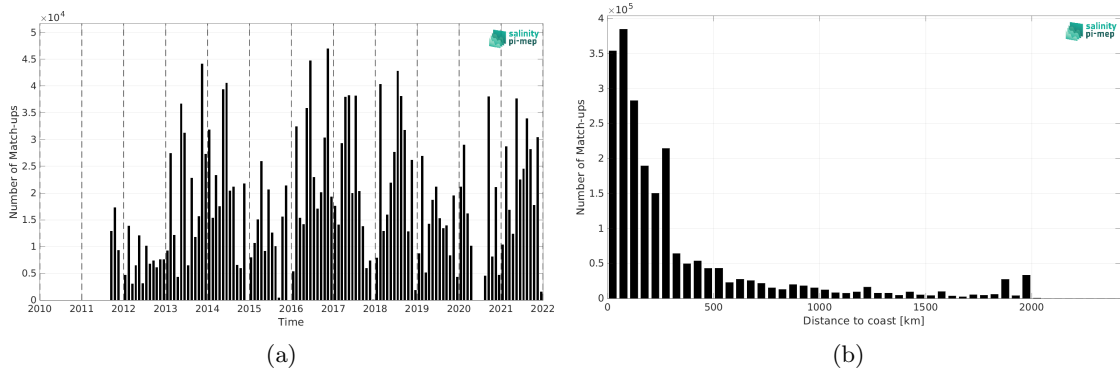 ×10⁴
5
4.5
4
3.5
3
2.5
2
1.5
1
0.5
0
Number of Match-ups
2010 2011 2012 2013 2014 2015 2016 2017 2018 2019 2020 2021 2022
Time
salinity
pi-mep
(a)
×10⁵
4
3.5
3
2.5
2
1.5
1
0.5
0
Number of Match-ups
0 500 1000 1500 2000
Distance to coast [km]
salinity
pi-mep
(b)